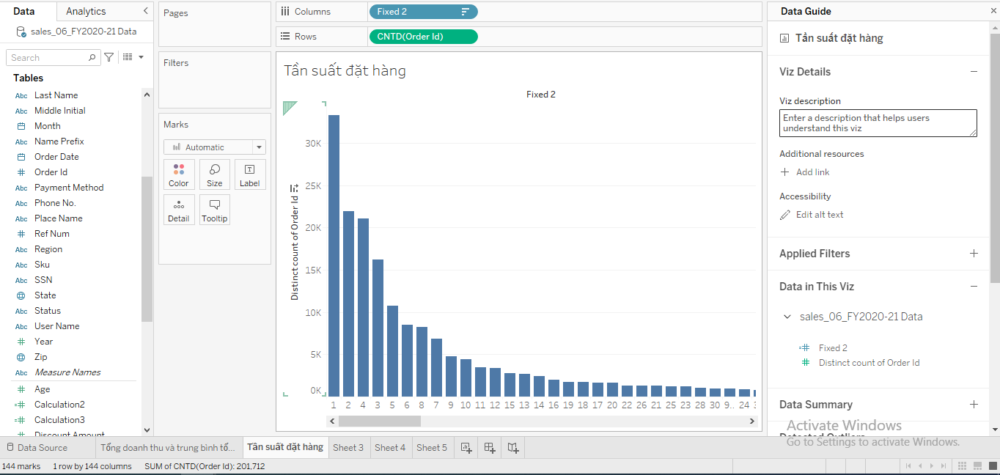 Data
Analytics
sales_06_FY2020-21 Data
Search
Tables
Abc Last Name
Abc Middle Initial
Month
Abc Name Prefix
Order Date
# Order Id
Abc Payment Method
Abc Phone No.
Abc Place Name
# Ref Num
Abc Region
Abc Sku
Abc SSN
State
Abc Status
Abc User Name
# Year
Zip
Abc Measure Names
# Age
=# Calculation2
=# Calculation3
# Discount Amount
Pages
Filters
Marks
Automatic
Color
Size
Label
Detail
Tooltip
Columns
Fixed 2
Rows
CNTD(Order Id)
Tần suất đặt hàng
Fixed 2
Distinct count of Order Id
30K
25K
20K
15K
10K
5K
0K
1 2 4 3 5 6 8 7 9 10 11 12 15 13 14 16 19 18 17 20 22 26 21 25 23 28 30 9.. 24
Data Guide
Tần suất đặt hàng
Viz Details
Viz description
Enter a description that helps users
understand this viz
Additional resources
Add link
Accessibility
Edit alt text
Applied Filters
Data in This Viz
sales_06_FY2020-21 Data
=# Fixed 2
# Distinct count of Order Id
Data Summary
Detected Outliers
Activate Windows
Go to Settings to activate Windows.
Data Source
Tổng doanh thu và trung bình tổ...
Tần suất đặt hàng
Sheet 3
Sheet 4
Sheet 5
144 marks
1 row by 144 columns
SUM of CNTD(Order Id): 201,712